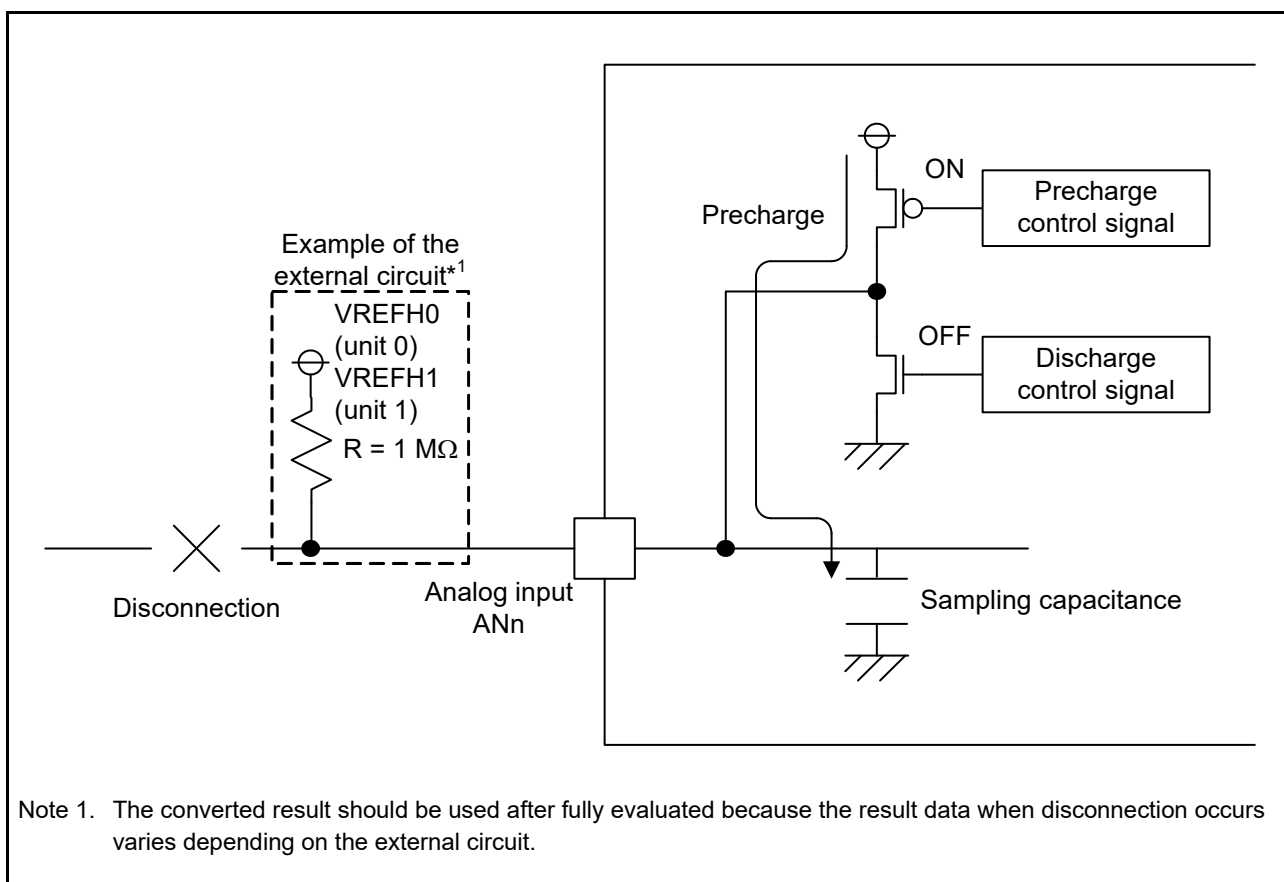 ON
Precharge
control signal
Precharge
Example of the
external circuit*1
VREFH0
(unit 0)
VREFH1
(unit 1)
R = 1 MΩ
OFF
Discharge
control signal
Disconnection
Analog input
ANn
Sampling capacitance
Note 1. The converted result should be used after fully evaluated because the result data when disconnection occurs
varies depending on the external circuit.